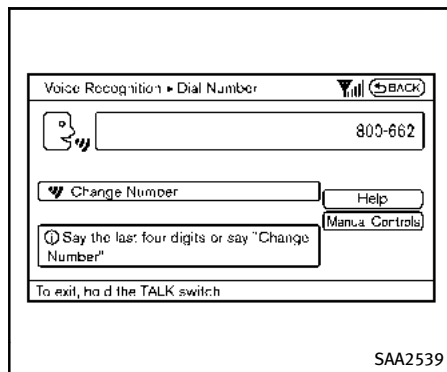 Voice Recognition ▸ Dial Number BACK
800-662
Change Number
Help
Manual Controls
Say the last four digits or say "Change
Number"
To exit, hold the TALK switch
SAA2539